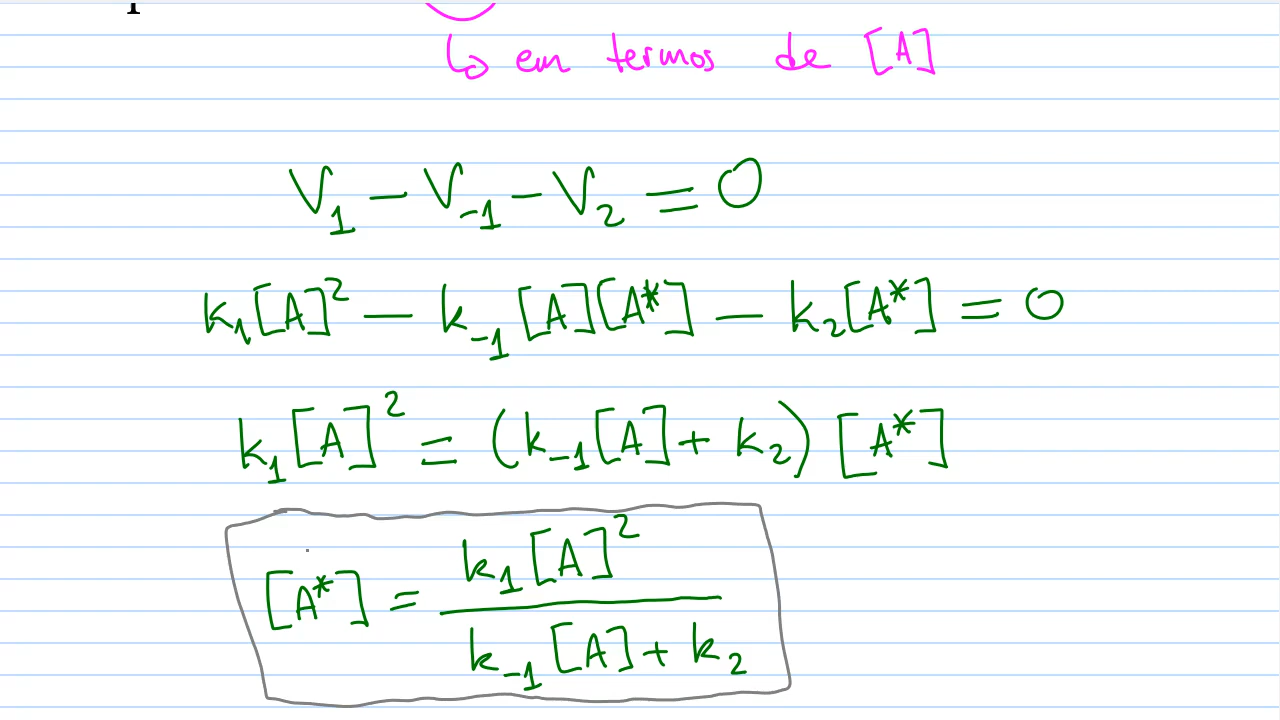 ↳ em termos de [A]
V₁ − V₋₁ − V₂ = 0
k₁[A]² − k₋₁[A][A*] − k₂[A*] = 0
k₁[A]² = (k₋₁[A] + k₂) [A*]
[A*] = k₁[A]² / k₋₁[A] + k₂